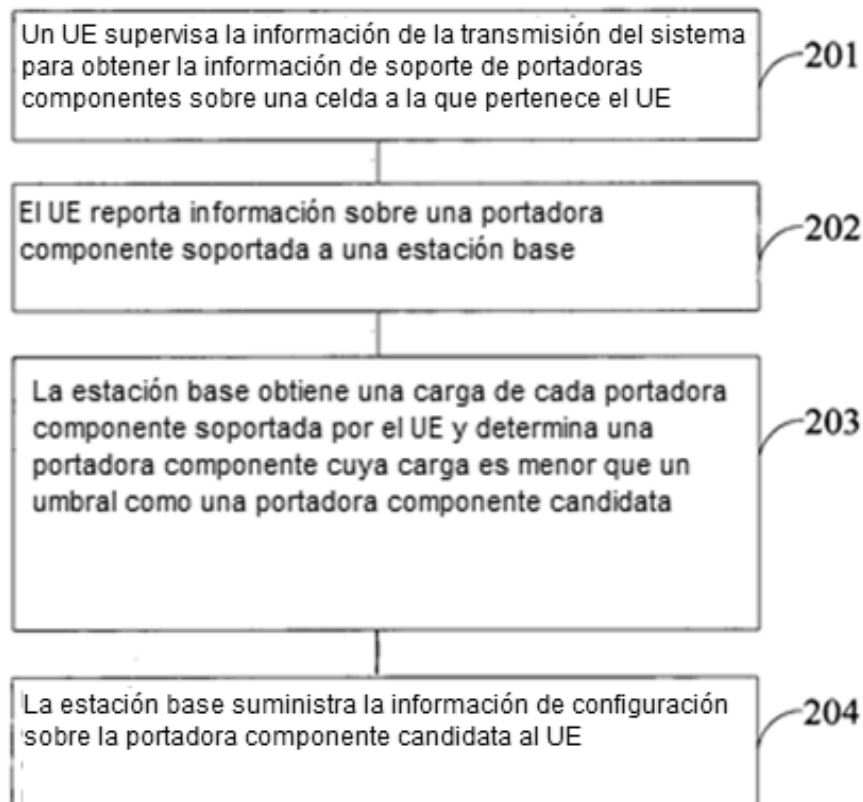 Un UE supervisa la información de la transmisión del sistema
para obtener la información de soporte de portadoras
componentes sobre una celda a la que pertenece el UE
201
El UE reporta información sobre una portadora
componente soportada a una estación base
202
La estación base obtiene una carga de cada portadora
componente soportada por el UE y determina una
portadora componente cuya carga es menor que un
umbral como una portadora componente candidata
203
La estación base suministra la información de configuración
sobre la portadora componente candidata al UE
204